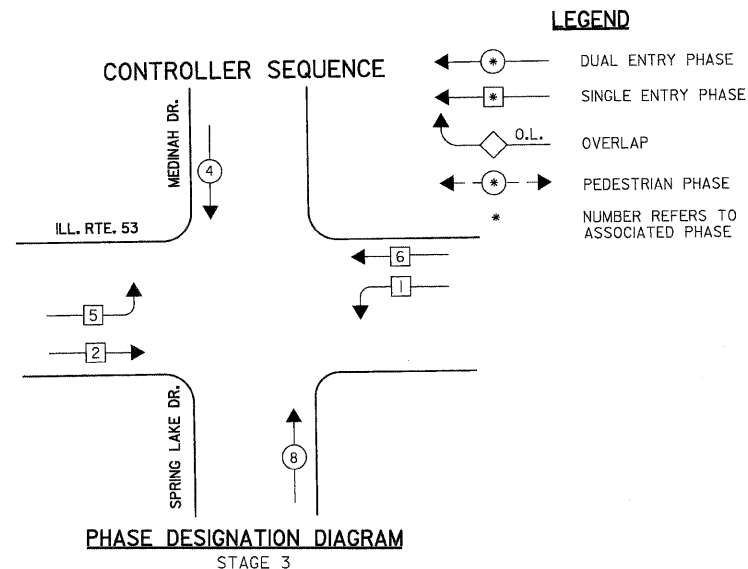 LEGEND
CONTROLLER SEQUENCE
* DUAL ENTRY PHASE
* SINGLE ENTRY PHASE
O.L. OVERLAP
* PEDESTRIAN PHASE
* NUMBER REFERS TO
ASSOCIATED PHASE
MEDINAH DR.
4
ILL. RTE. 53
6
1
5
2
SPRING LAKE DR.
8
PHASE DESIGNATION DIAGRAM
STAGE 3